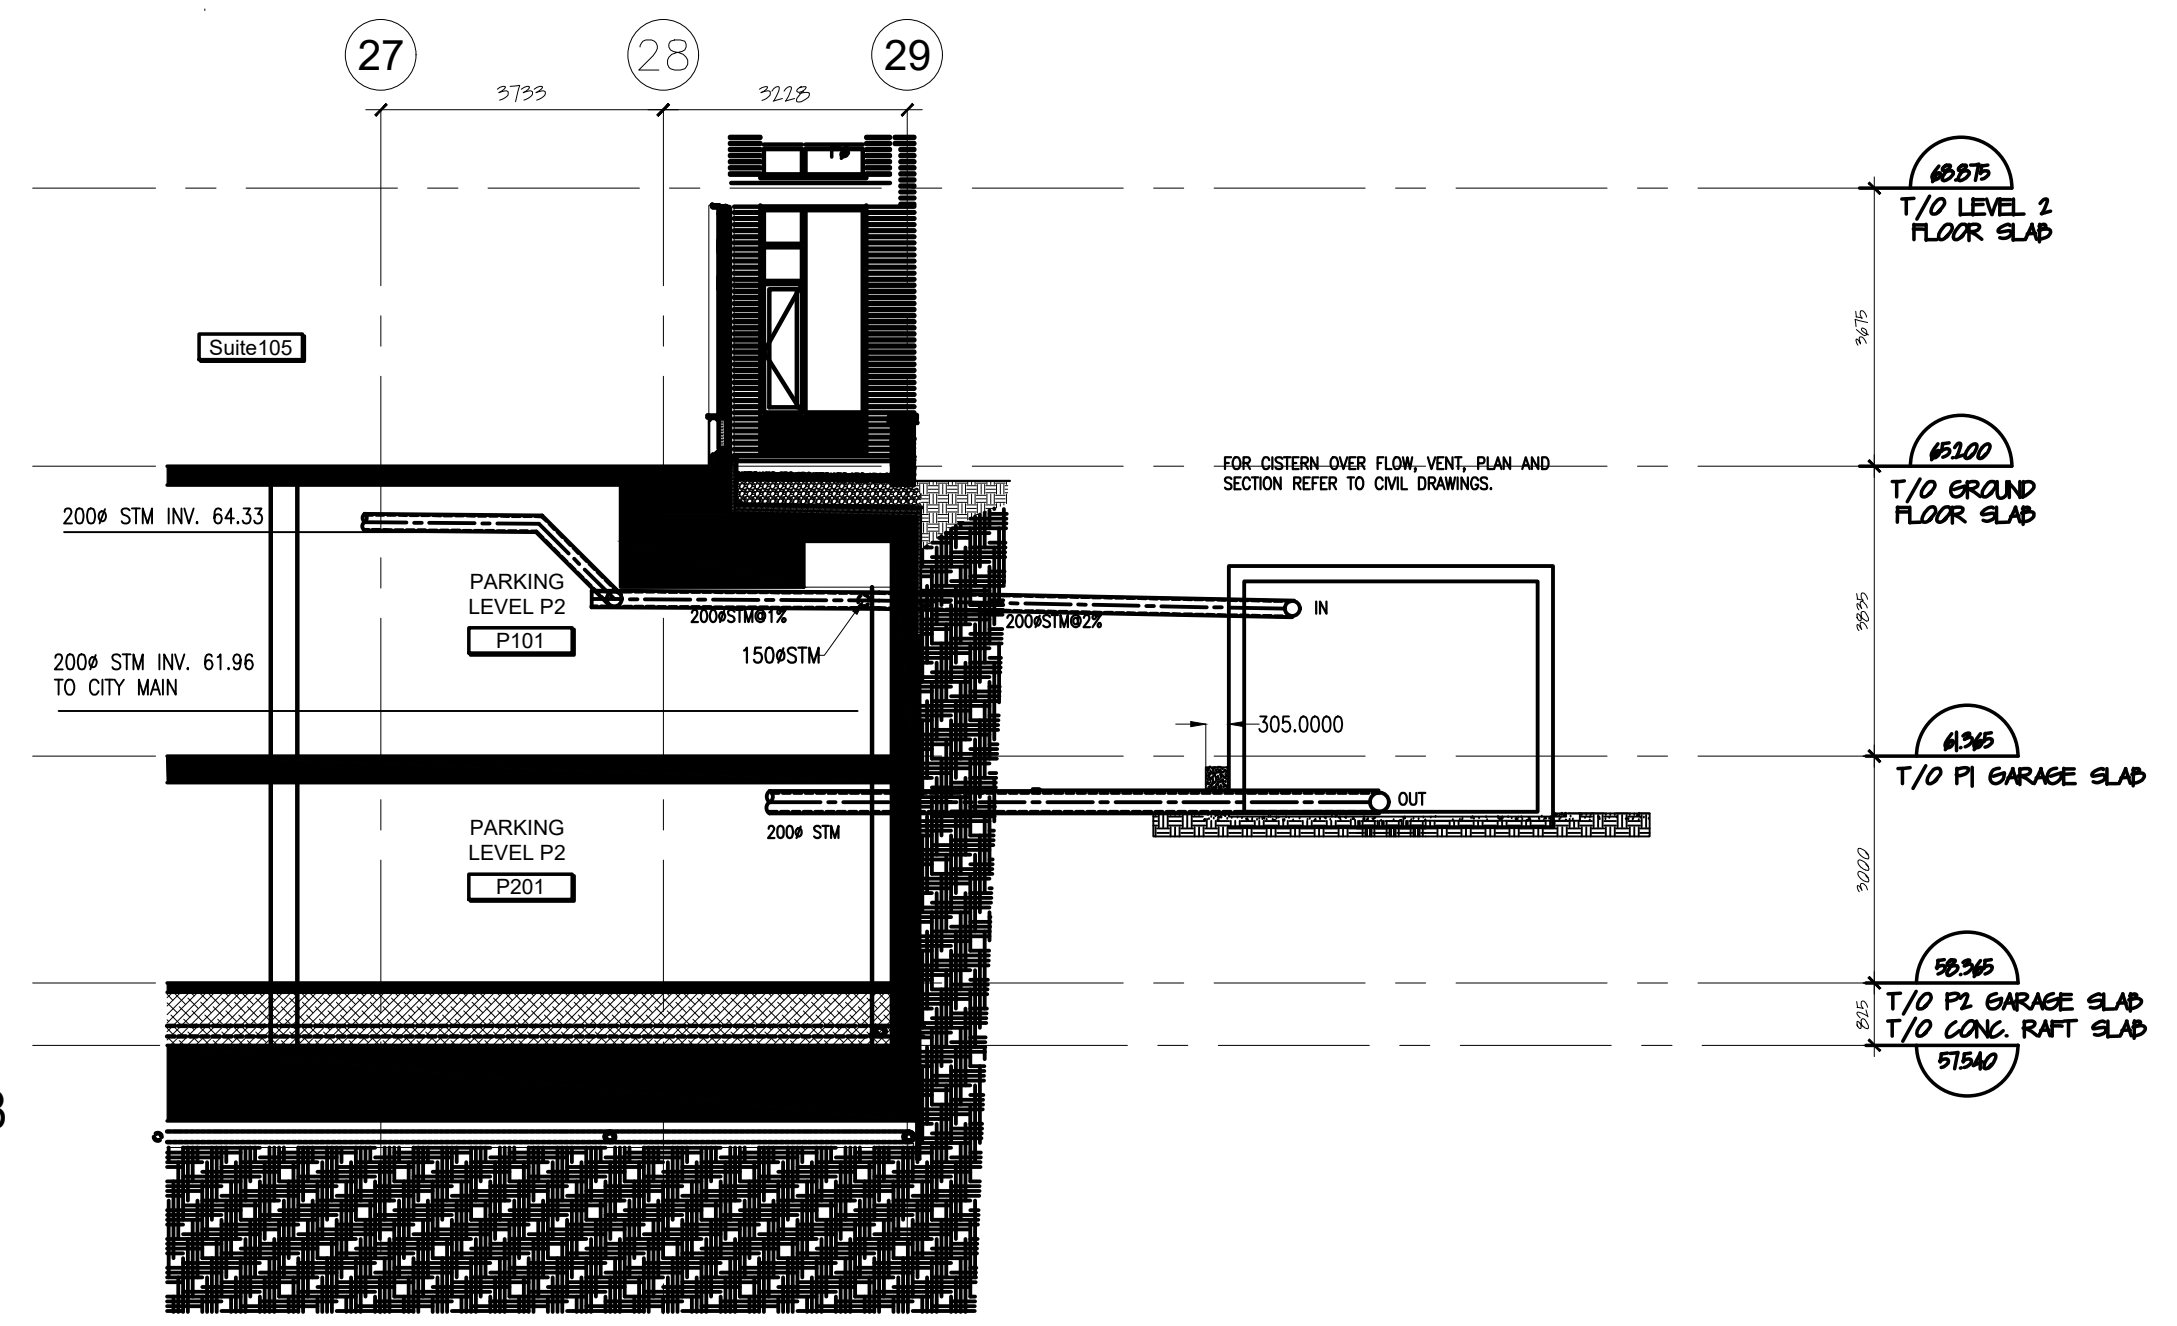 27
28
29
3733
3228
68.875
T/O LEVEL 2
FLOOR SLAB
3675
Suite105
65.200
T/O GROUND
FLOOR SLAB
FOR CISTERN OVER FLOW, VENT, PLAN AND
SECTION REFER TO CIVIL DRAWINGS.
200ø STM INV. 64.33
PARKING
LEVEL P2
P101
200øSTM@1%
150øSTM
200øSTM@2%
IN
3835
200ø STM INV. 61.96
TO CITY MAIN
305.0000
61.365
T/O P1 GARAGE SLAB
OUT
200ø STM
PARKING
LEVEL P2
P201
3000
58.365
T/O P2 GARAGE SLAB
825
T/O CONC. RAFT SLAB
57.540